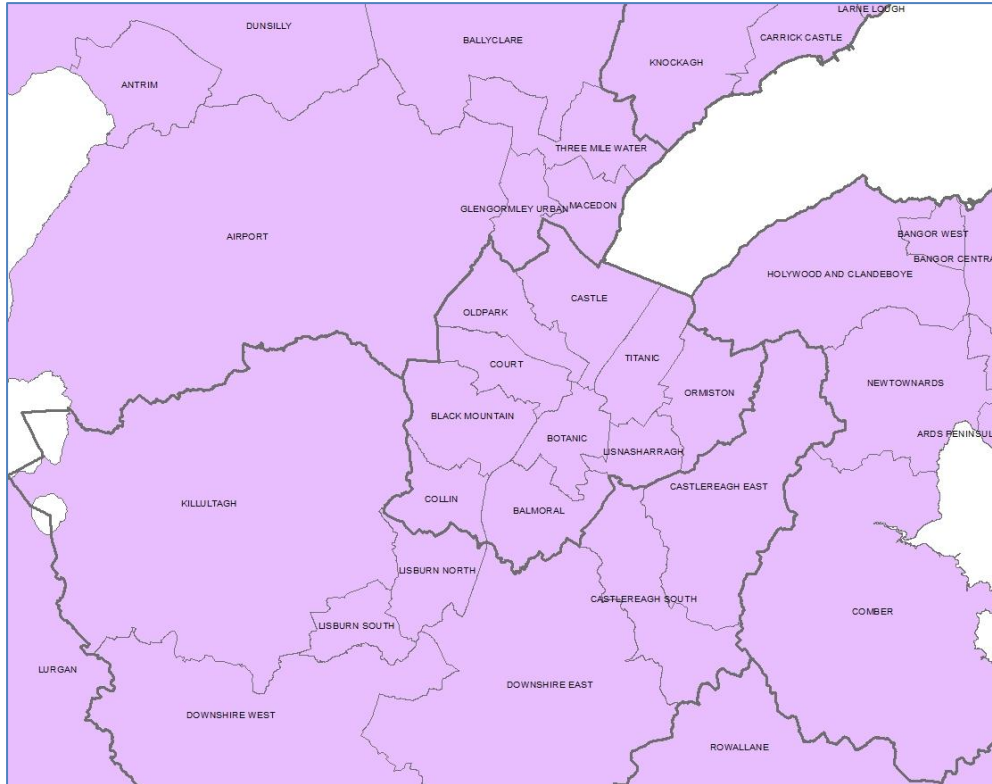 LARNE LOUGH
DUNSILLY
CARRICK CASTLE
BALLYCLARE
KNOCKAGH
ANTRIM
THREE MILE WATER
MACEDON
GLENGORMLEY URBAN
AIRPORT
BANGOR WEST
BANGOR CENTRA
HOLYWOOD AND CLANDEBOYE
CASTLE
OLDPARK
TITANIC
COURT
NEWTOWNARDS
ORMISTON
BLACK MOUNTAIN
ARDS PENINSUL
BOTANIC
LISNASHARRAGH
CASTLEREAGH EAST
COLLIN
KILLULTAGH
BALMORAL
LISBURN NORTH
CASTLEREAGH SOUTH
COMBER
LISBURN SOUTH
LURGAN
DOWNSHIRE EAST
DOWNSHIRE WEST
ROWALLANE